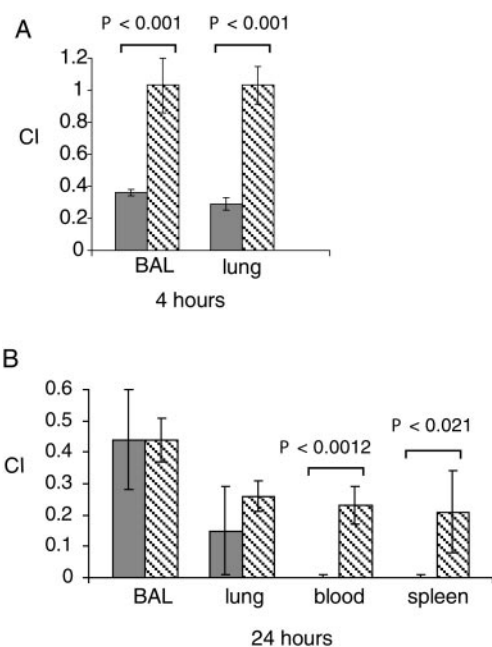 A
P < 0.001 P < 0.001
1.2
1
CI
0.8
0.6
0.4
0.2
0
BAL lung
4 hours
B
0.6
P < 0.021
0.5
P < 0.0012
CI
0.4
0.3
0.2
0.1
0
BAL lung blood spleen
24 hours